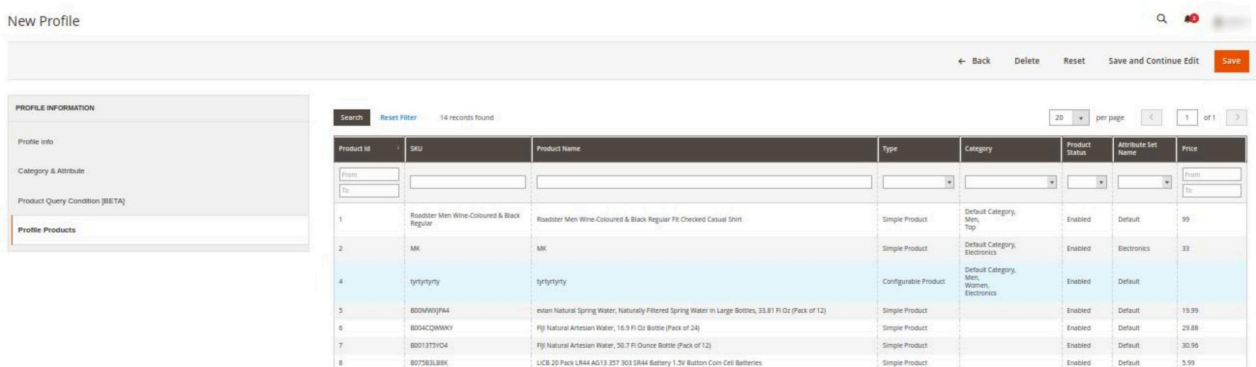 New Profile
3
← Back Delete Reset Save and Continue Edit Save
PROFILE INFORMATION
Profile info
Category & Attribute
Product Query Condition [BETA]
Profile Products
Search Reset Filter 14 records found 20 per page 1 of 1
Product Id SKU Product Name Type Category Product Status Attribute Set Name Price
From From
To To
1 Roadster Men Wine-Coloured & Black Regular Roadster Men Wine-Coloured & Black Regular Fit Checked Casual Shirt Simple Product Default Category, Men, Top Enabled Default 99
2 MK MK Simple Product Default Category, Electronics Enabled Electronics 33
4 tyrtyrtyrty tyrtyrtyrty Configurable Product Default Category, Men, Women, Electronics Enabled Default
5 B00MWXJFA4 evian Natural Spring Water, Naturally Filtered Spring Water in Large Bottles, 33.81 Fl Oz (Pack of 12) Simple Product Enabled Default 19.99
6 B004CQWWKY Fiji Natural Artesian Water, 16.9 Fl Oz Bottle (Pack of 24) Simple Product Enabled Default 29.88
7 B0013T5YO4 Fiji Natural Artesian Water, 50.7 Fl Ounce Bottle (Pack of 12) Simple Product Enabled Default 30.96
8 B075B3LB8K LiCB 20 Pack LR44 AG13 357 303 SR44 Battery 1.5V Button Coin Cell Batteries Simple Product Enabled Default 5.99